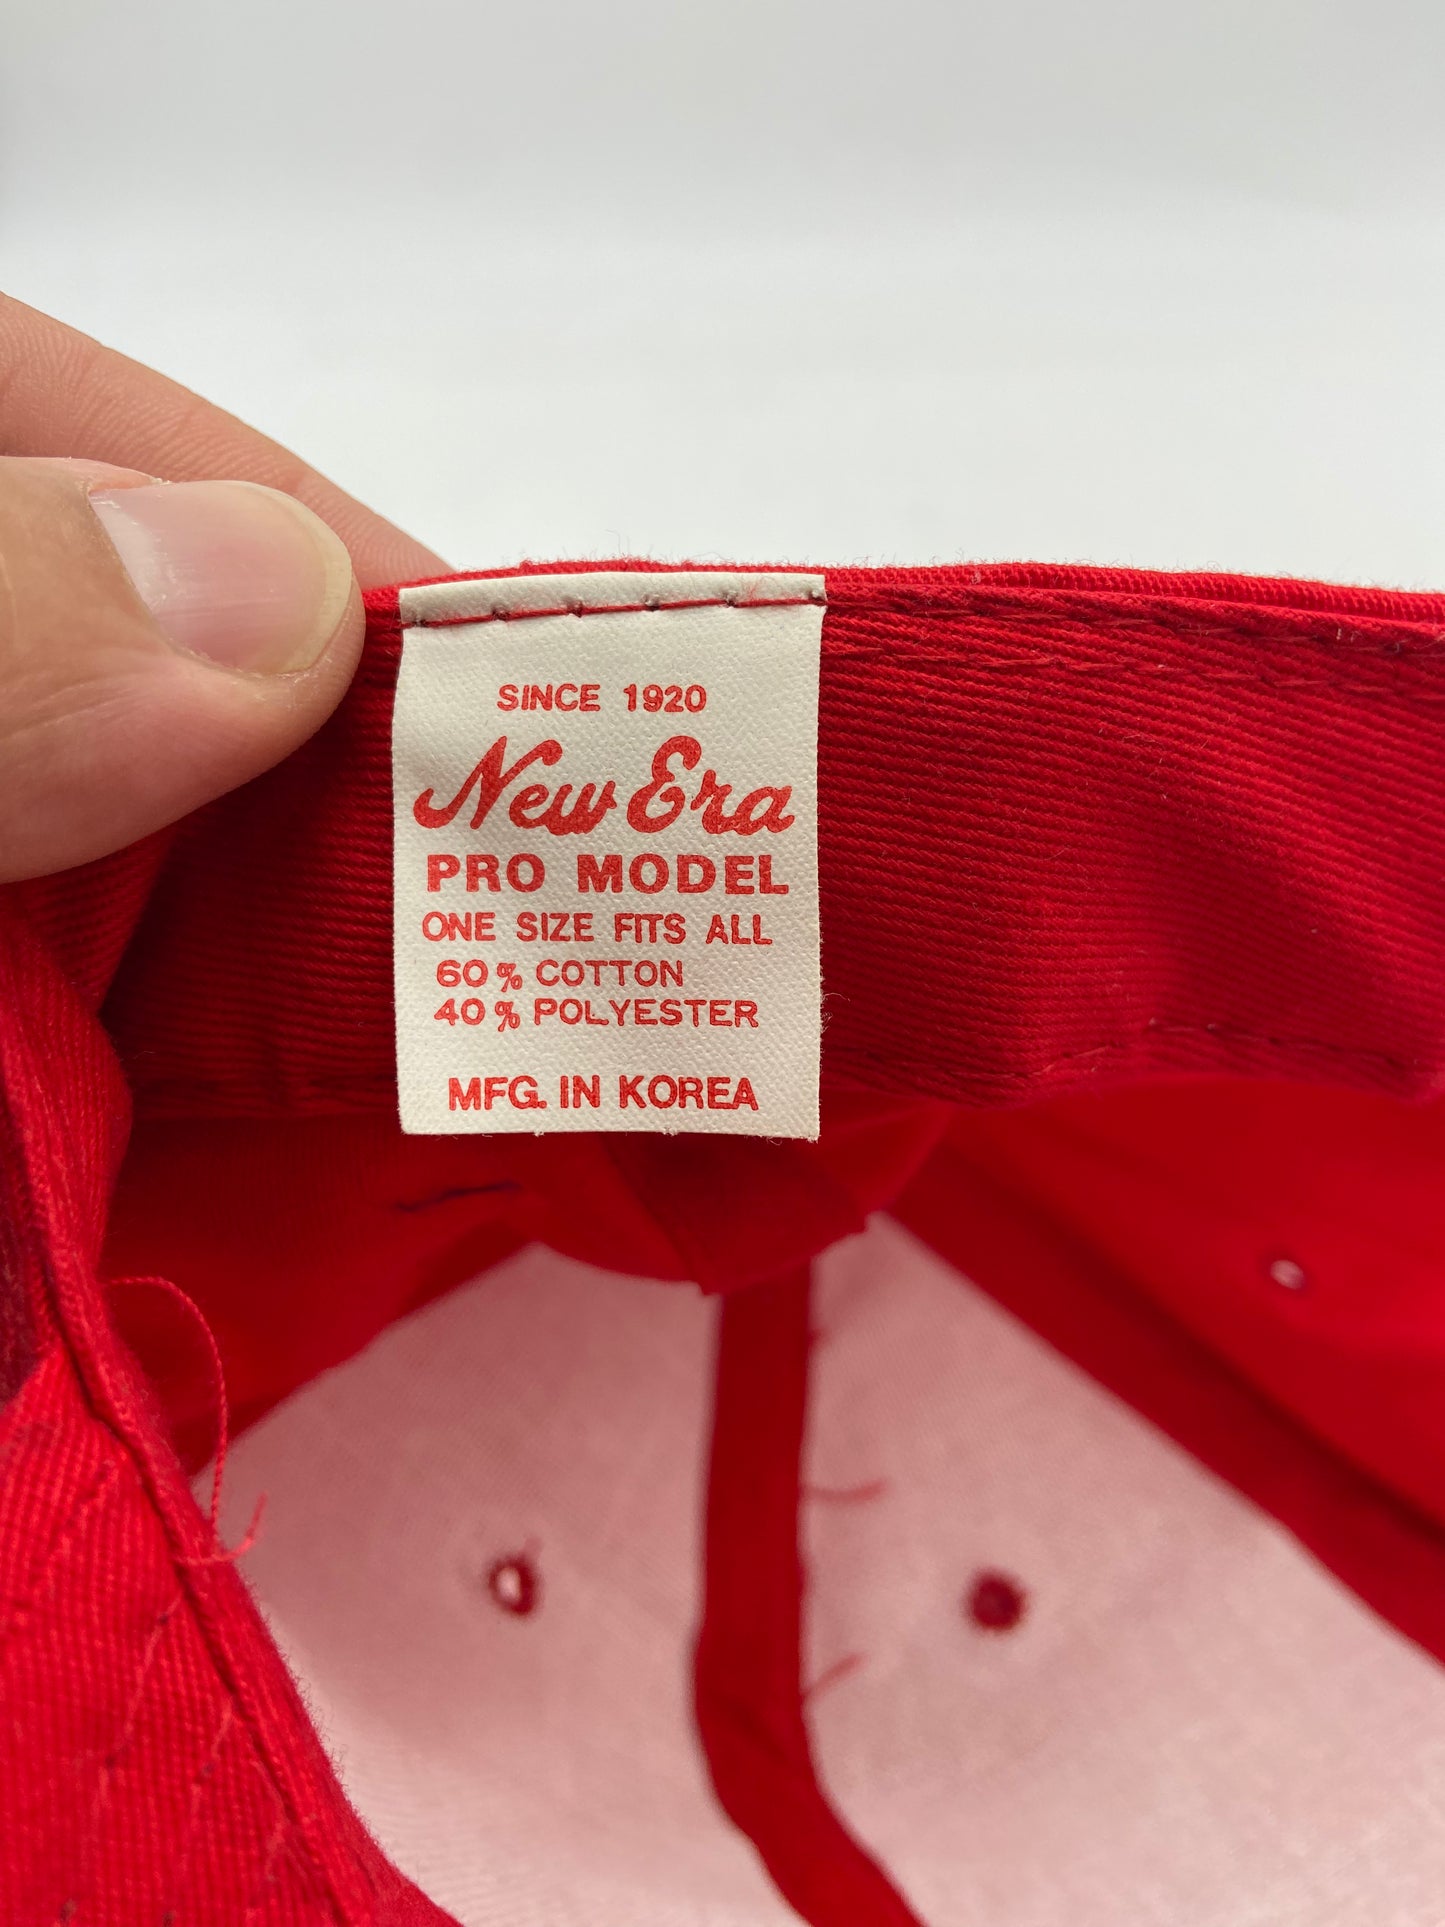 SINCE 1920
New Era
PRO MODEL
ONE SIZE FITS ALL
60% COTTON
40% POLYESTER
MFG. IN KOREA